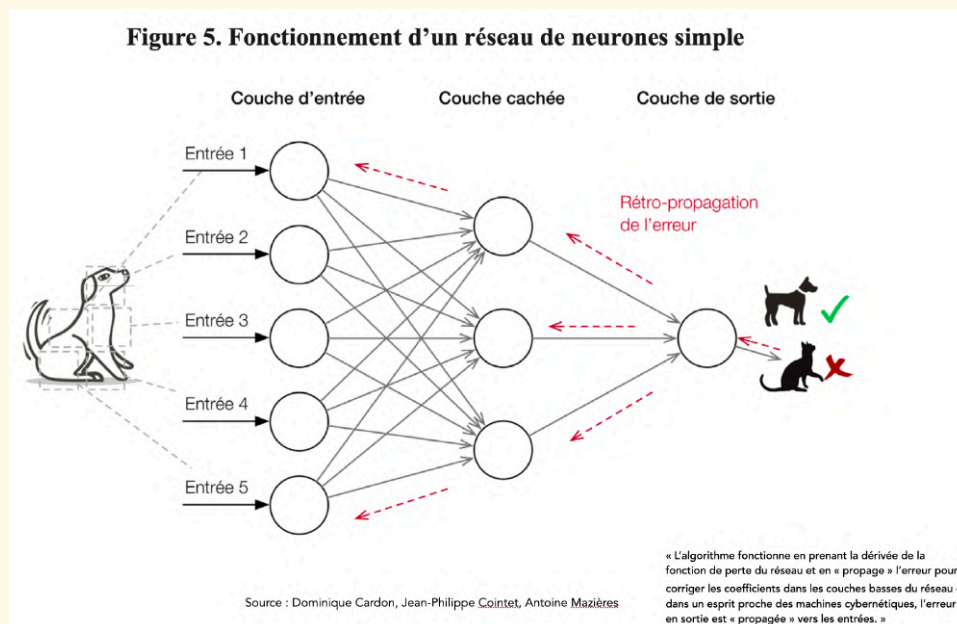 Figure 5. Fonctionnement d'un réseau de neurones simple
Couche d'entrée
Couche cachée
Couche de sortie
Entrée 1
Entrée 2
Entrée 3
Entrée 4
Entrée 5
Rétro-propagation
de l'erreur
Source : Dominique Cardon, Jean-Philippe Cointet, Antoine Mazières
« L'algorithme fonctionne en prenant la dérivée de la
fonction de perte du réseau et en « propage » l'erreur pour
corriger les coefficients dans les couches basses du réseau -
dans un esprit proche des machines cybernétiques, l'erreur
en sortie est « propagée » vers les entrées. »